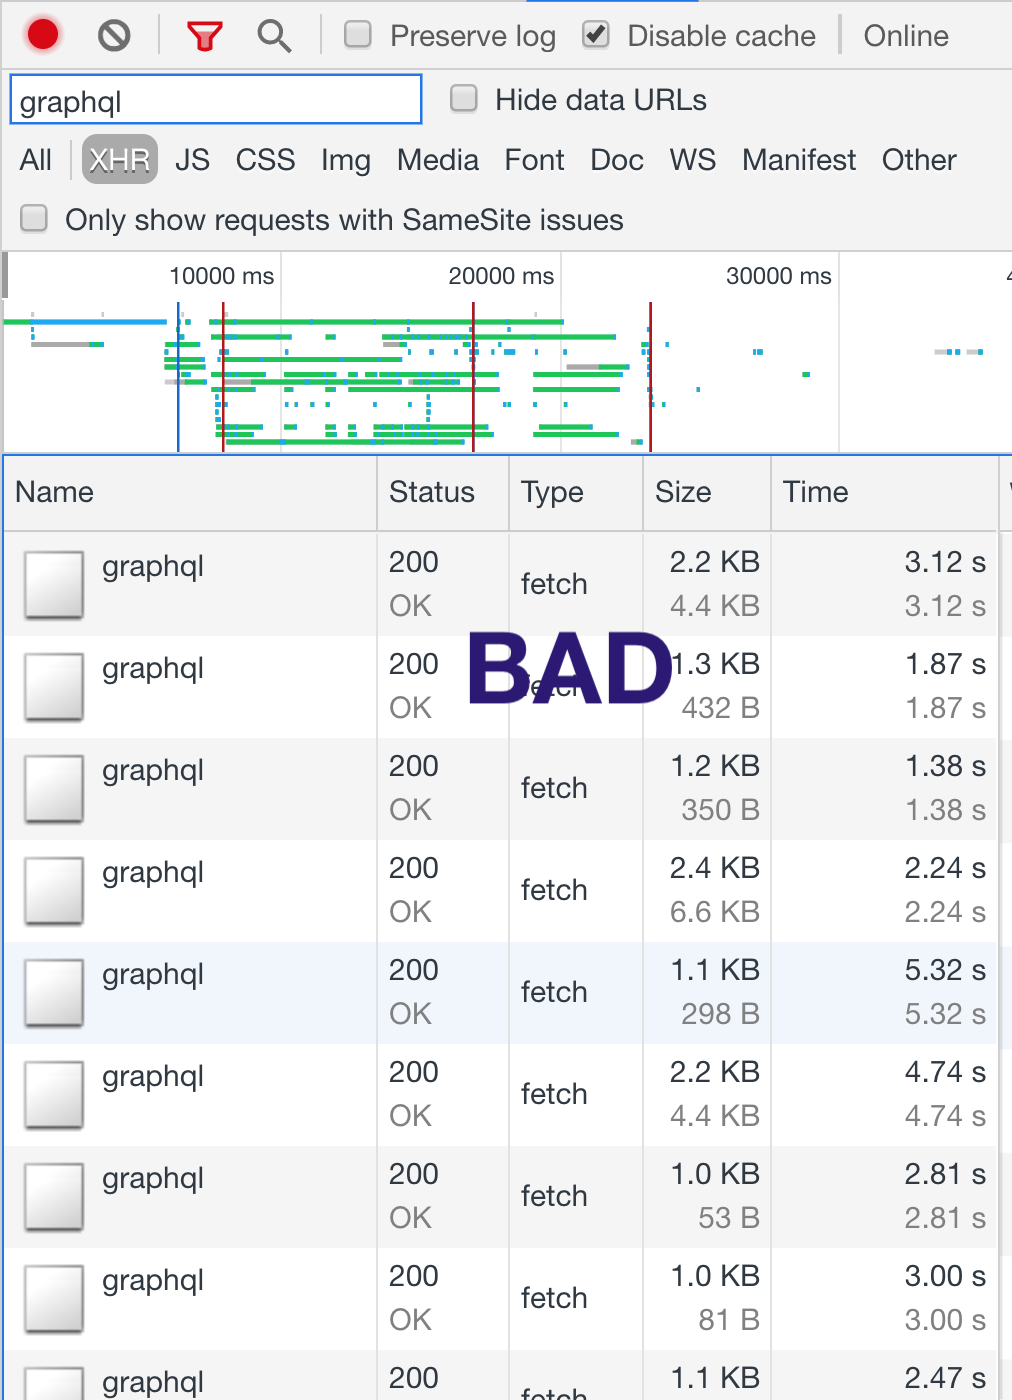 Preserve log Disable cache Online
graphql Hide data URLs
All XHR JS CSS Img Media Font Doc WS Manifest Other
Only show requests with SameSite issues
10000 ms 20000 ms 30000 ms
Name Status Type Size Time
graphql 200 fetch 2.2 KB 3.12 s
OK 4.4 KB 3.12 s
BAD
graphql 200 fetch 1.3 KB 1.87 s
OK 432 B 1.87 s
graphql 200 fetch 1.2 KB 1.38 s
OK 350 B 1.38 s
graphql 200 fetch 2.4 KB 2.24 s
OK 6.6 KB 2.24 s
graphql 200 fetch 1.1 KB 5.32 s
OK 298 B 5.32 s
graphql 200 fetch 2.2 KB 4.74 s
OK 4.4 KB 4.74 s
graphql 200 fetch 1.0 KB 2.81 s
OK 53 B 2.81 s
graphql 200 fetch 1.0 KB 3.00 s
OK 81 B 3.00 s
graphql 200 fetch 1.1 KB 2.47 s